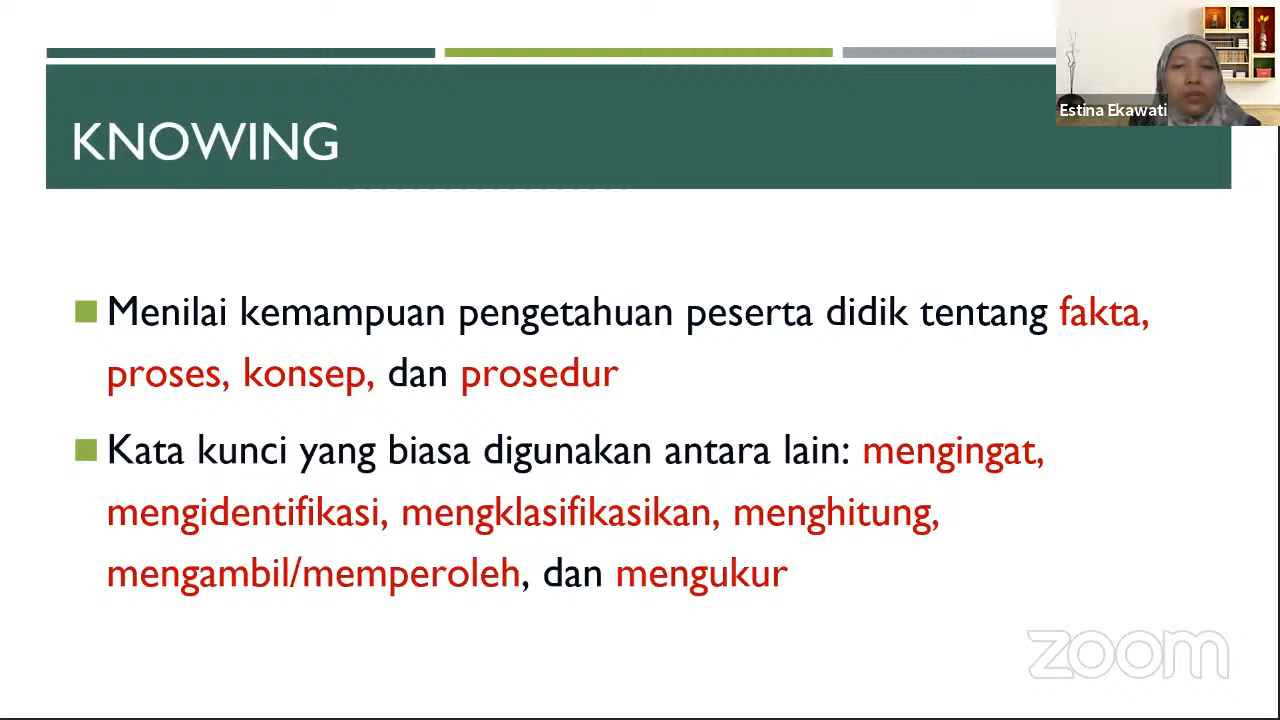 Estina Ekawati
KNOWING
Menilai kemampuan pengetahuan peserta didik tentang fakta,
proses, konsep, dan prosedur
Kata kunci yang biasa digunakan antara lain: mengingat,
mengidentifikasi, mengklasifikasikan, menghitung,
mengambil/memperoleh, dan mengukur
zoom